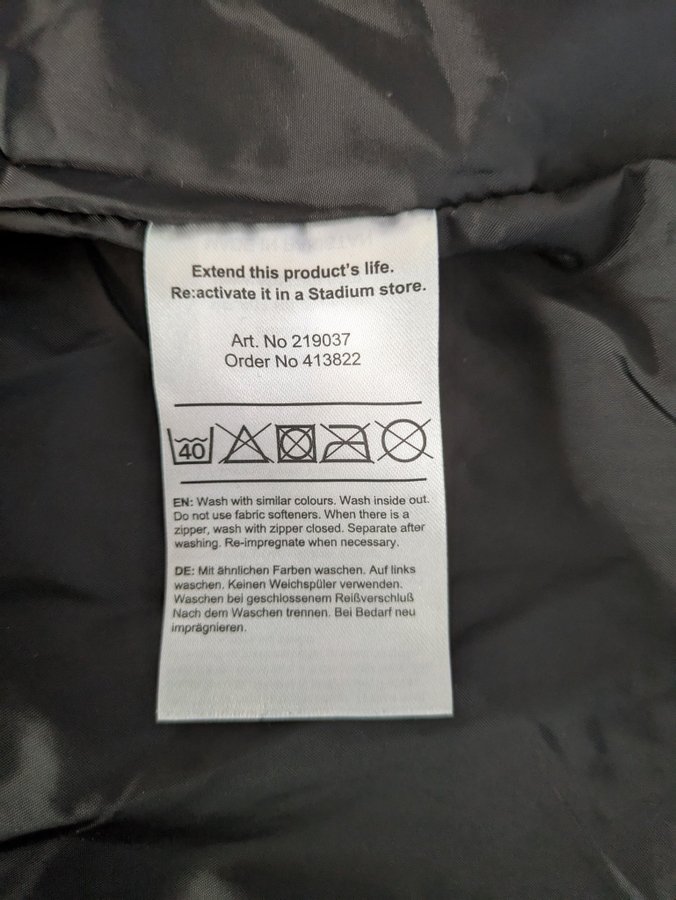 Extend this product's life.
Re:activate it in a Stadium store.
Art. No 219037
Order No 413822
40
EN: Wash with similar colours. Wash inside out.
Do not use fabric softeners. When there is a
zipper, wash with zipper closed. Separate after
washing. Re-impregnate when necessary.
DE: Mit ähnlichen Farben waschen. Auf links
waschen. Keinen Weichspüler verwenden.
Waschen bei geschlossenem Reißverschluß
Nach dem Waschen trennen. Bei Bedarf neu
imprägnieren.